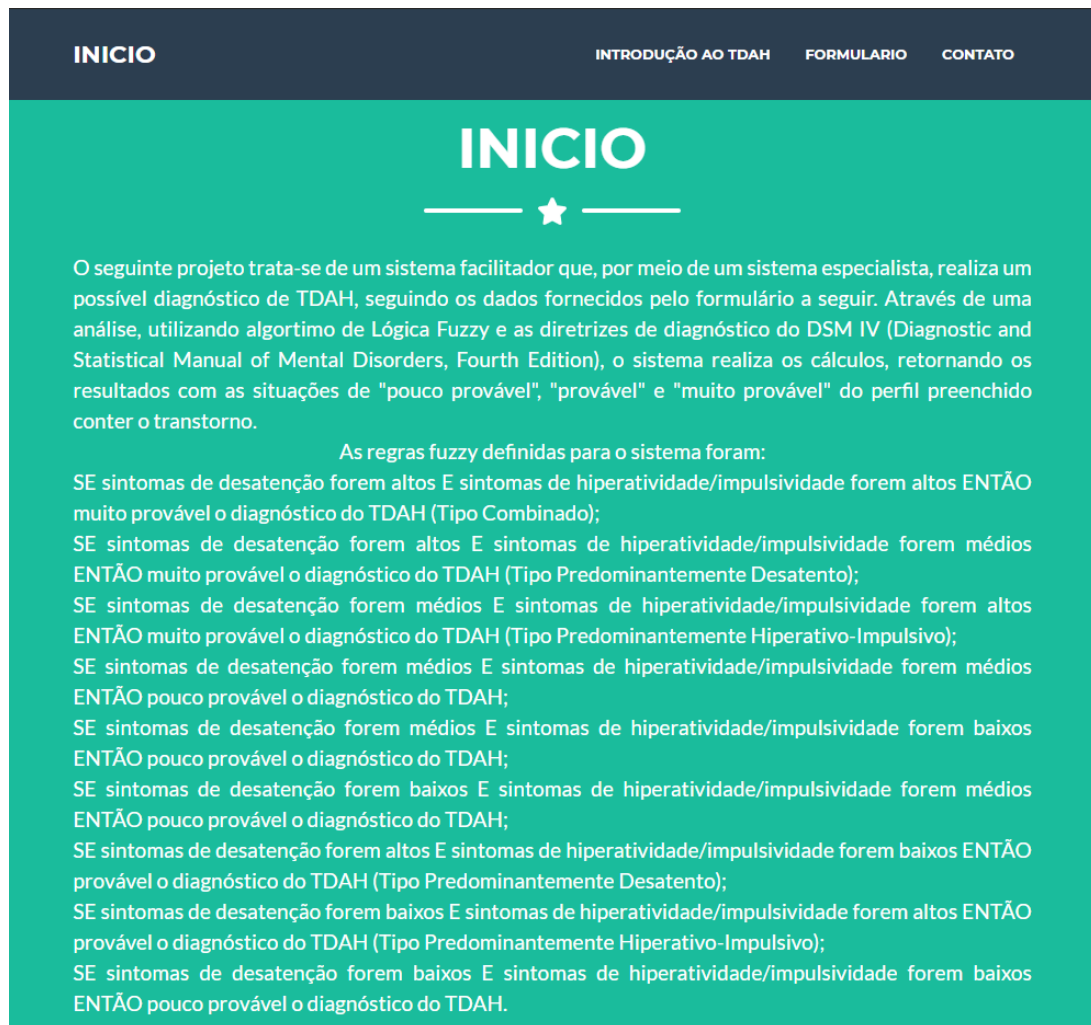 INICIO
INTRODUÇÃO AO TDAH
FORMULARIO
CONTATO
INICIO
O seguinte projeto trata-se de um sistema facilitador que, por meio de um sistema especialista, realiza um
possível diagnóstico de TDAH, seguindo os dados fornecidos pelo formulário a seguir. Através de uma
análise, utilizando algortimo de Lógica Fuzzy e as diretrizes de diagnóstico do DSM IV (Diagnostic and
Statistical Manual of Mental Disorders, Fourth Edition), o sistema realiza os cálculos, retornando os
resultados com as situações de "pouco provável", "provável" e "muito provável" do perfil preenchido
conter o transtorno.
As regras fuzzy definidas para o sistema foram:
SE sintomas de desatenção forem altos E sintomas de hiperatividade/impulsividade forem altos ENTÃO
muito provável o diagnóstico do TDAH (Tipo Combinado);
SE sintomas de desatenção forem altos E sintomas de hiperatividade/impulsividade forem médios
ENTÃO muito provável o diagnóstico do TDAH (Tipo Predominantemente Desatento);
SE sintomas de desatenção forem médios E sintomas de hiperatividade/impulsividade forem altos
ENTÃO muito provável o diagnóstico do TDAH (Tipo Predominantemente Hiperativo-Impulsivo);
SE sintomas de desatenção forem médios E sintomas de hiperatividade/impulsividade forem médios
ENTÃO pouco provável o diagnóstico do TDAH;
SE sintomas de desatenção forem médios E sintomas de hiperatividade/impulsividade forem baixos
ENTÃO pouco provável o diagnóstico do TDAH;
SE sintomas de desatenção forem baixos E sintomas de hiperatividade/impulsividade forem médios
ENTÃO pouco provável o diagnóstico do TDAH;
SE sintomas de desatenção forem altos E sintomas de hiperatividade/impulsividade forem baixos ENTÃO
provável o diagnóstico do TDAH (Tipo Predominantemente Desatento);
SE sintomas de desatenção forem baixos E sintomas de hiperatividade/impulsividade forem altos ENTÃO
provável o diagnóstico do TDAH (Tipo Predominantemente Hiperativo-Impulsivo);
SE sintomas de desatenção forem baixos E sintomas de hiperatividade/impulsividade forem baixos
ENTÃO pouco provável o diagnóstico do TDAH.